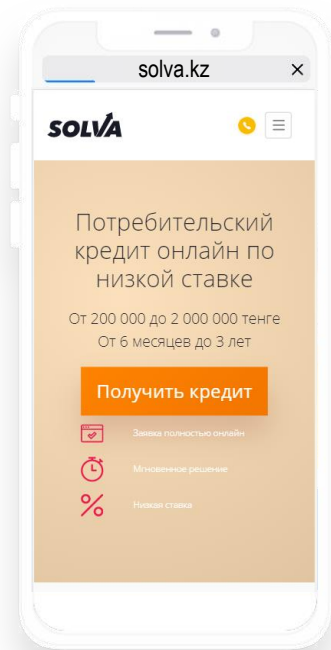 solva.kz
SOLVA
Потребительский
кредит онлайн по
низкой ставке
От 200 000 до 2 000 000 тенге
От 6 месяцев до 3 лет
Получить кредит
Заявка полностью онлайн
Мгновенное решение
Низкая ставка